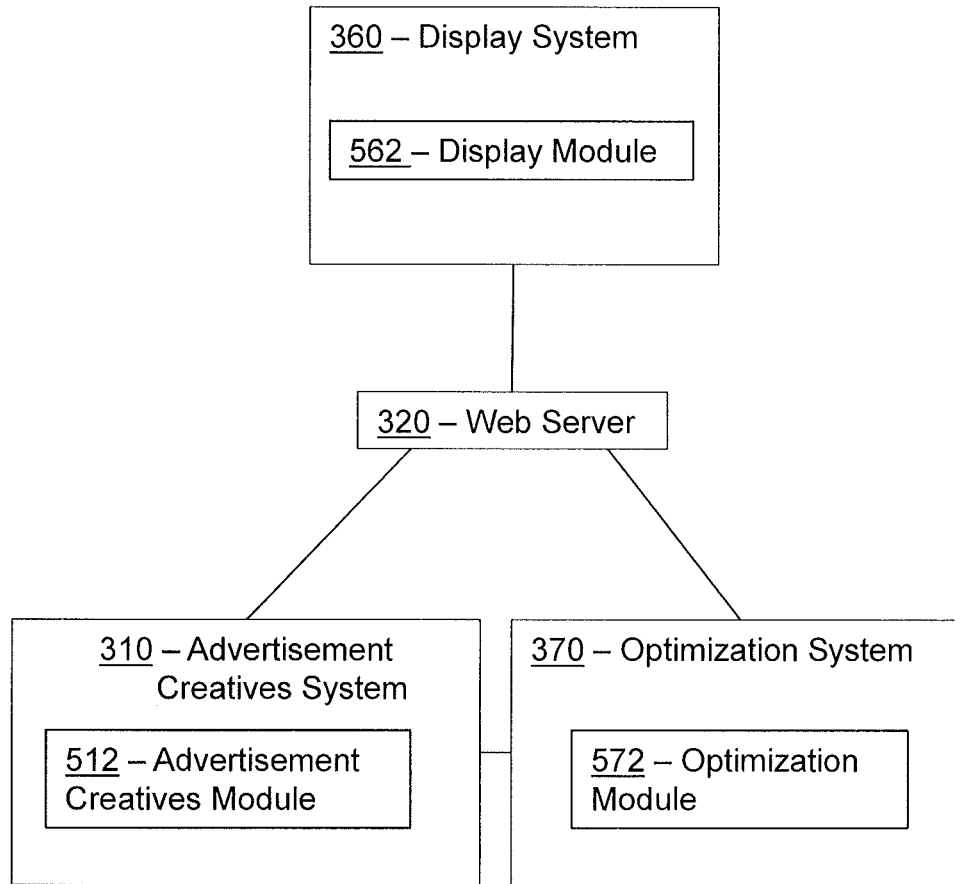 360 – Display System
562 – Display Module
320 – Web Server
310 – Advertisement
Creatives System
512 – Advertisement
Creatives Module
370 – Optimization System
572 – Optimization
Module